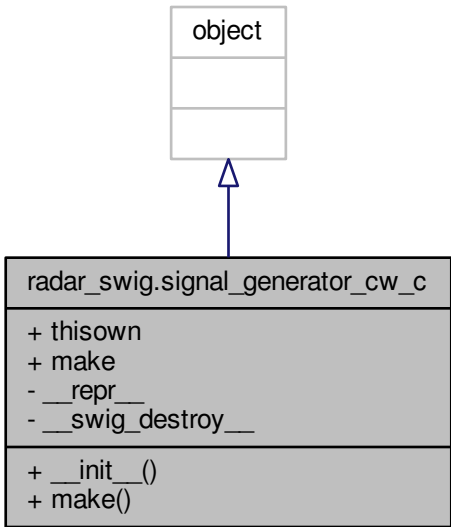 object
radar_swig.signal_generator_cw_c
+ thisown
+ make
- __repr__
- __swig_destroy__
+ __init__()
+ make()